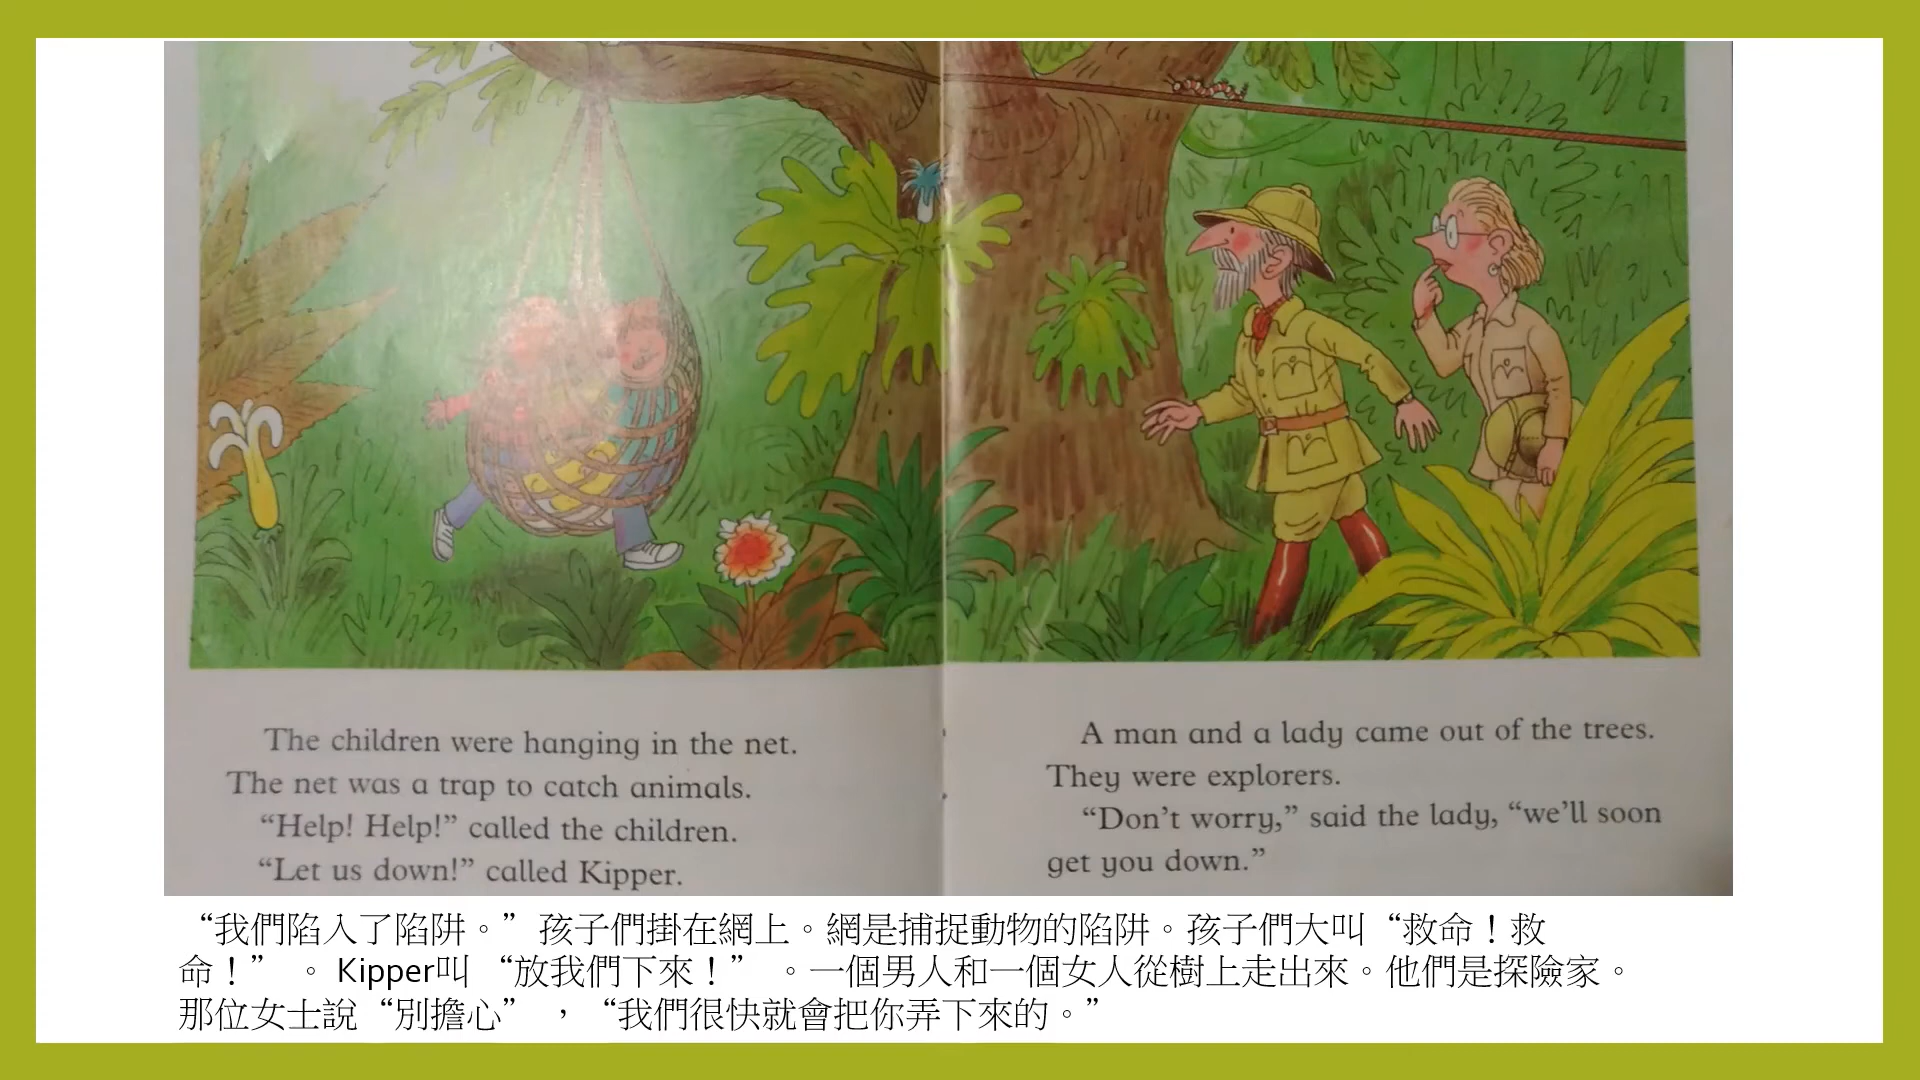 The children were hanging in the net.
The net was a trap to catch animals.
“Help! Help!” called the children.
“Let us down!” called Kipper.
A man and a lady came out of the trees.
They were explorers.
“Don’t worry,” said the lady, “we’ll soon
get you down.”
“我們陷入了陷阱。” 孩子們掛在網上。網是捕捉動物的陷阱。孩子們大叫“救命！救
命！” 。 Kipper叫 “放我們下來！” 。一個男人和一個女人從樹上走出來。他們是探險家。
那位女士說“別擔心” ，“我們很快就會把你弄下來的。”